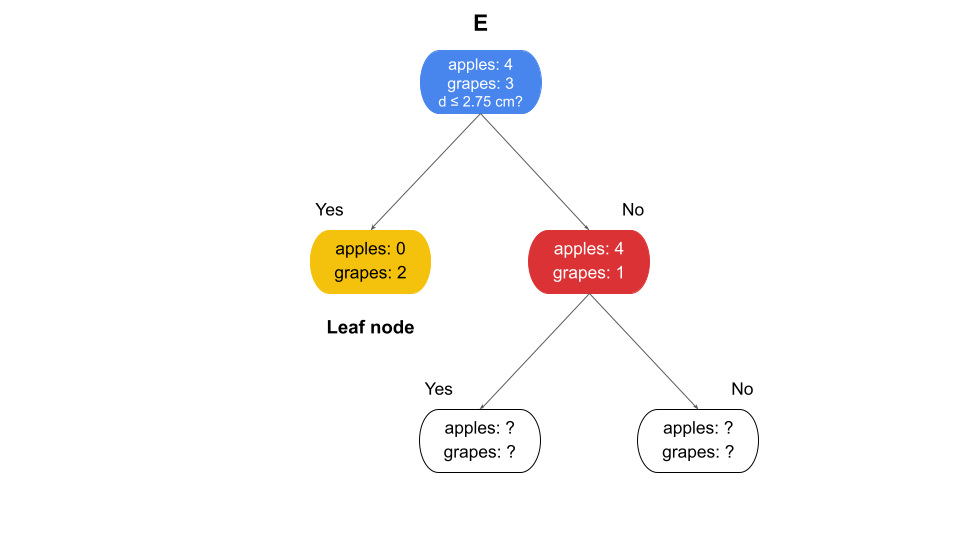 E
apples: 4
grapes: 3
d ≤ 2.75 cm?
Yes
No
apples: 0
grapes: 2
apples: 4
grapes: 1
Leaf node
Yes
No
apples: ?
grapes: ?
apples: ?
grapes: ?